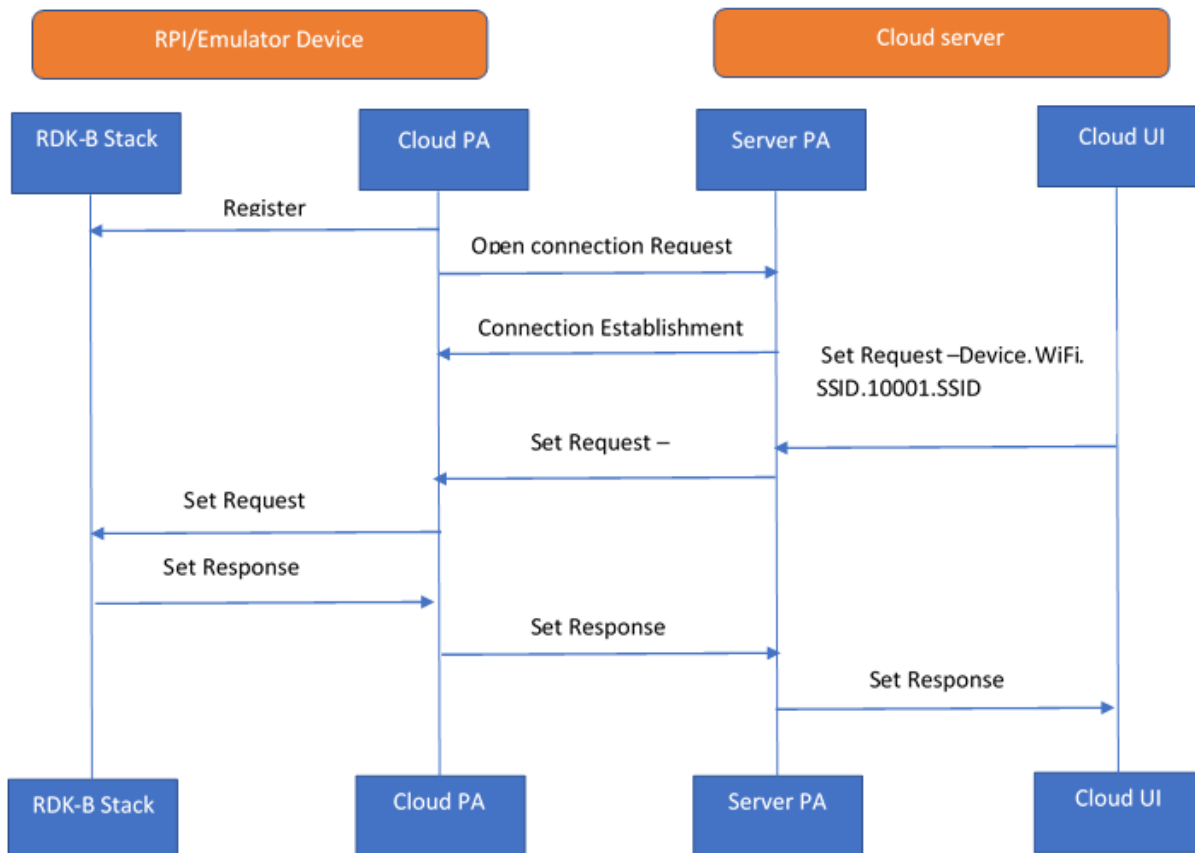 RPI/Emulator Device
Cloud server
RDK-B Stack
Cloud PA
Server PA
Cloud UI
Register
Open connection Request
Connection Establishment
Set Request –Device.WiFi.
SSID.10001.SSID
Set Request –
Set Request
Set Response
Set Response
Set Response
RDK-B Stack
Cloud PA
Server PA
Cloud UI